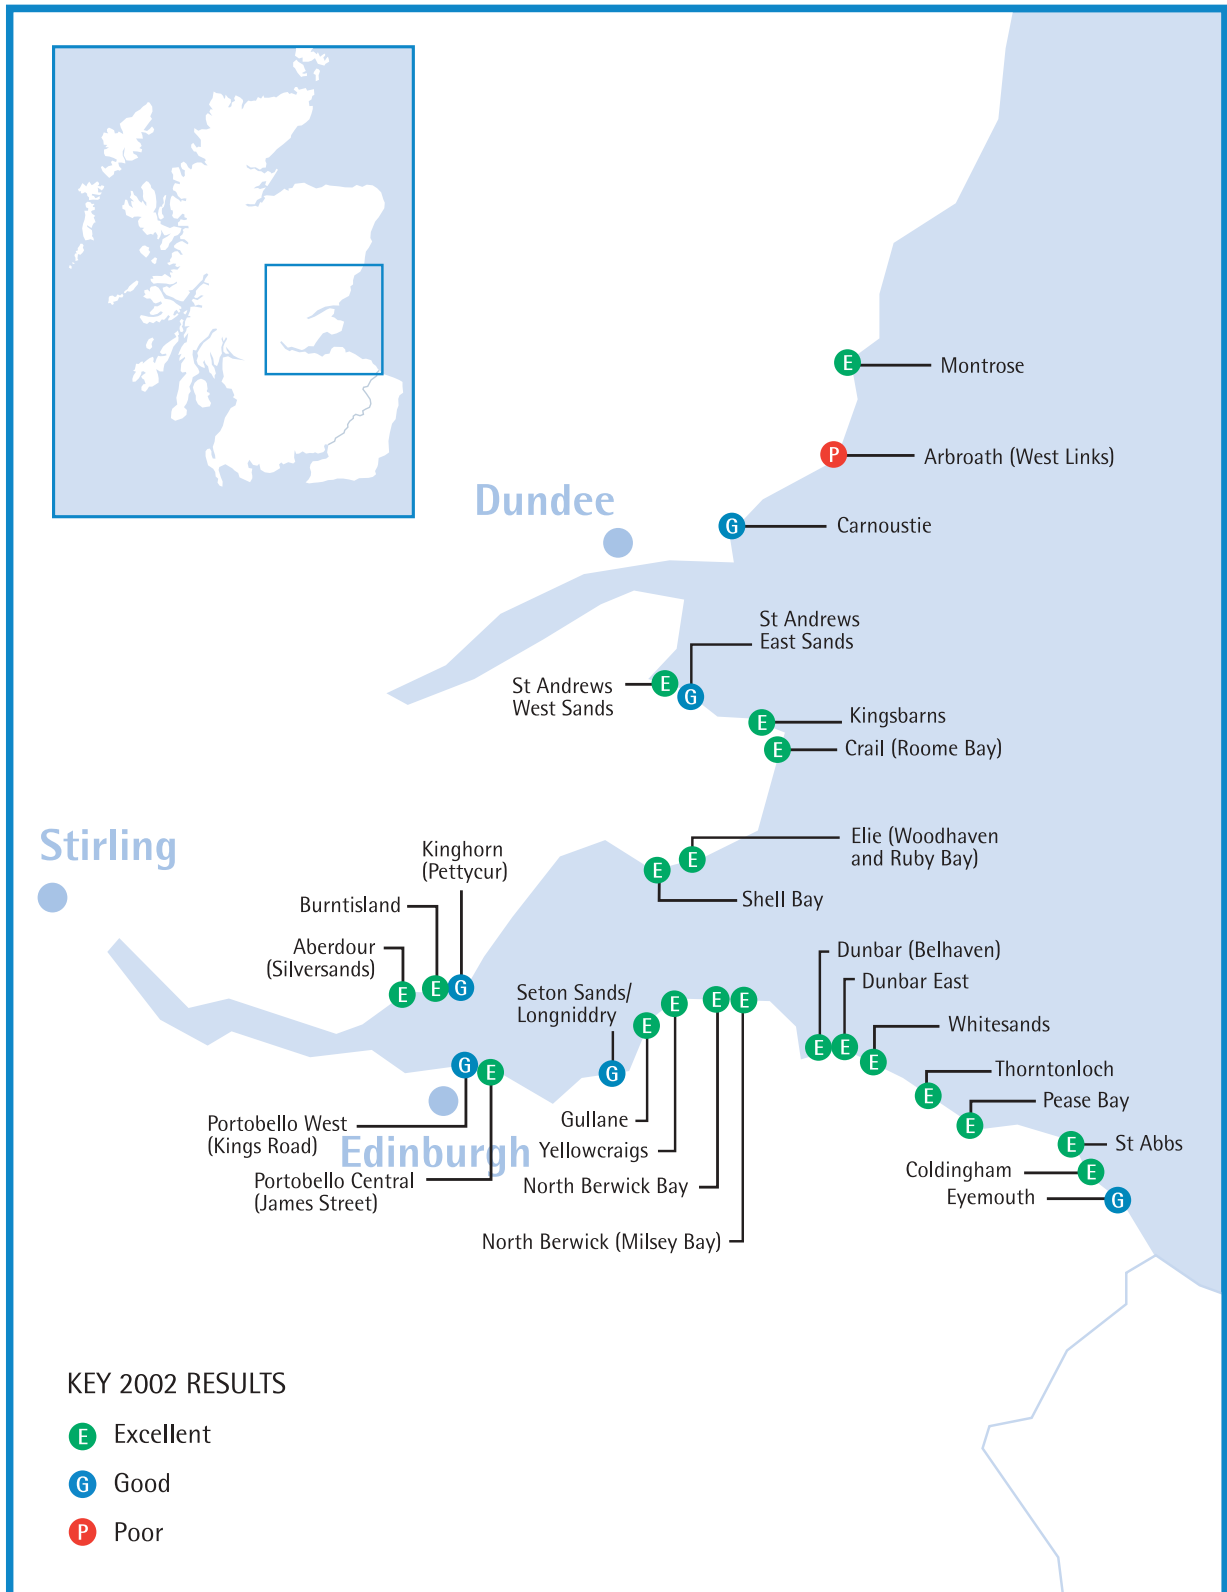 E
Montrose
P
Arbroath (West Links)
Dundee
G
Carnoustie
St Andrews
East Sands
E
St Andrews
West Sands
G
E
Kingsbarns
E
Crail (Roome Bay)
Stirling
Elie (Woodhaven
and Ruby Bay)
E
E
Shell Bay
Kinghorn
(Pettycur)
Burntisland
Aberdour
(Silversands)
E
E
G
Seton Sands/
Longniddry
E
E
E
E
G
Dunbar (Belhaven)
Dunbar East
Whitesands
E
E
E
Thorntonloch
E
Pease Bay
E
G
E
Portobello West
(Kings Road)
Edinburgh
Portobello Central
(James Street)
Gullane
Yellowcraigs
North Berwick Bay
North Berwick (Milsey Bay)
E
St Abbs
Coldingham
E
Eyemouth
G
KEY 2002 RESULTS
E Excellent
G Good
P Poor